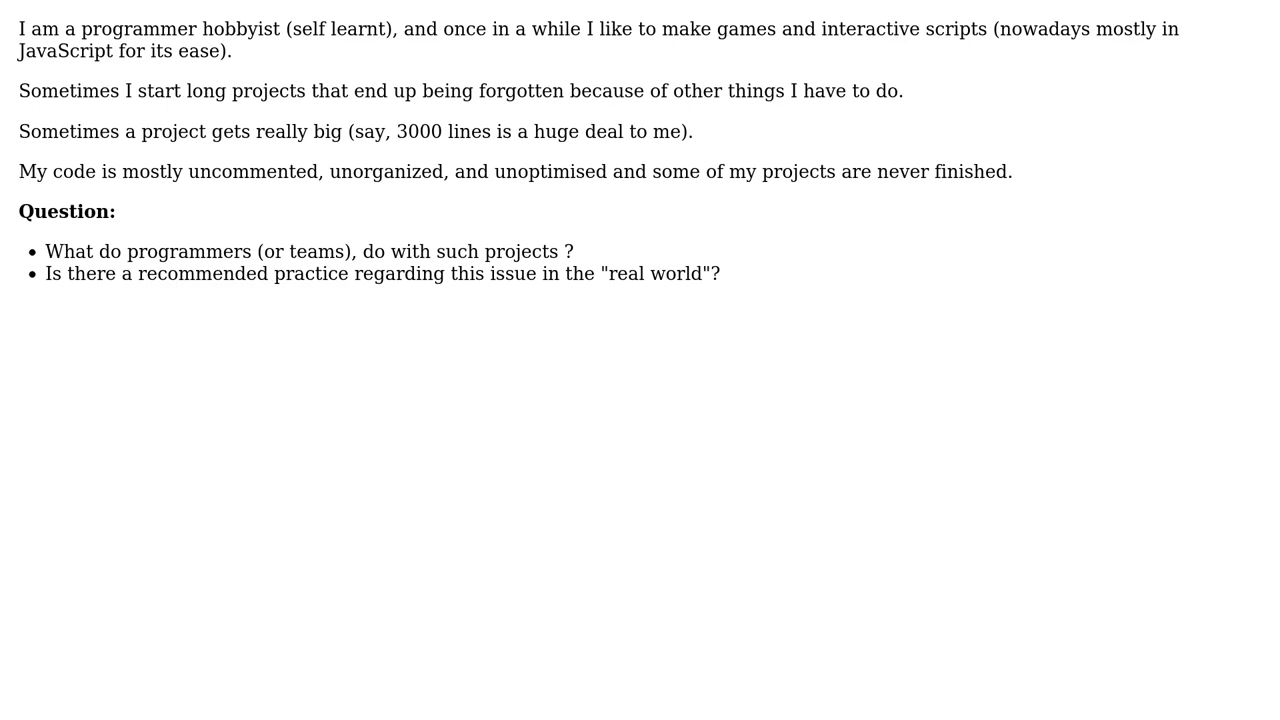 I am a programmer hobbyist (self learnt), and once in a while I like to make games and interactive scripts (nowadays mostly in
JavaScript for its ease).
Sometimes I start long projects that end up being forgotten because of other things I have to do.
Sometimes a project gets really big (say, 3000 lines is a huge deal to me).
My code is mostly uncommented, unorganized, and unoptimised and some of my projects are never finished.
Question:
• What do programmers (or teams), do with such projects ?
• Is there a recommended practice regarding this issue in the "real world"?